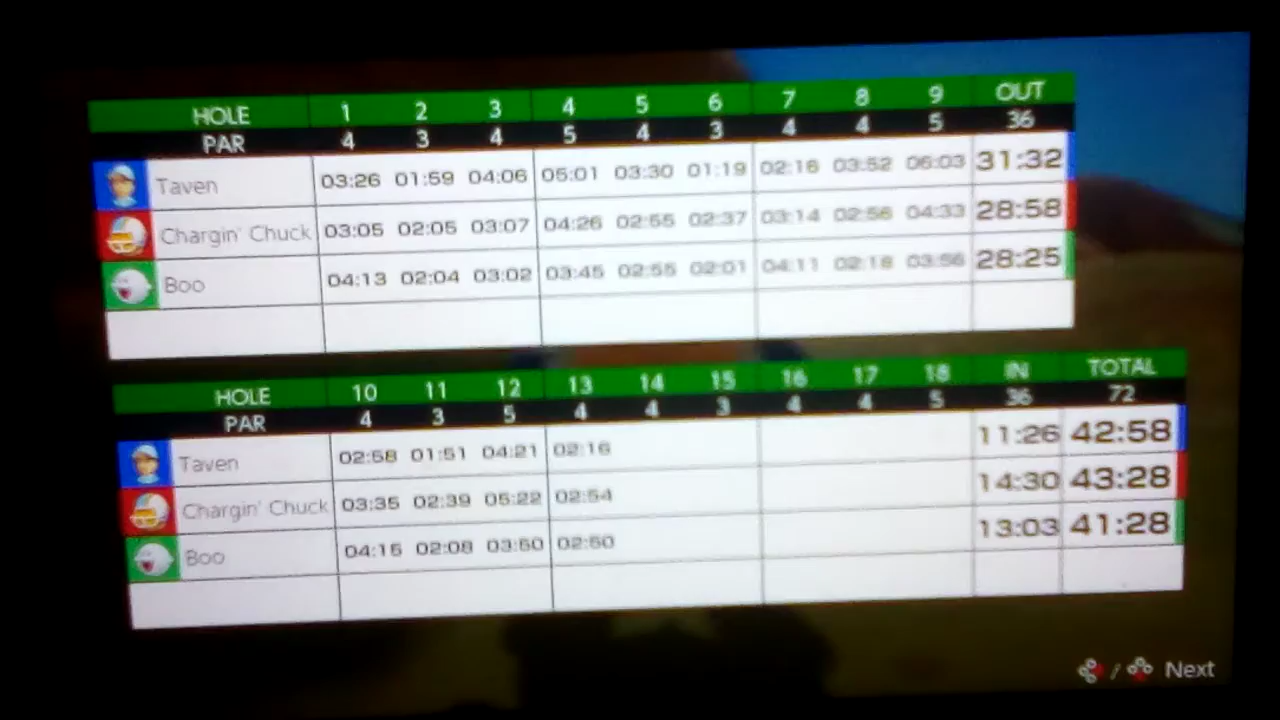 HOLE 1 2 3 4 5 6 7 8 9 OUT
PAR 4 3 4 5 4 3 4 4 5 36
Taven 03:26 01:59 04:06 05:01 03:30 01:19 02:16 03:52 06:03 31:32
Chargin' Chuck 03:05 02:05 03:07 04:26 02:55 02:37 03:14 02:56 04:33 28:58
Boo 04:13 02:04 03:02 03:45 02:55 02:01 04:11 02:18 03:56 28:25
HOLE 10 11 12 13 14 15 16 17 18 IN TOTAL
PAR 4 3 5 4 4 3 4 4 5 36 72
Taven 02:58 01:51 04:21 02:16 11:26 42:58
Chargin' Chuck 03:35 02:39 05:22 02:54 14:30 43:28
Boo 04:15 02:08 03:50 02:50 13:03 41:28
/ Next